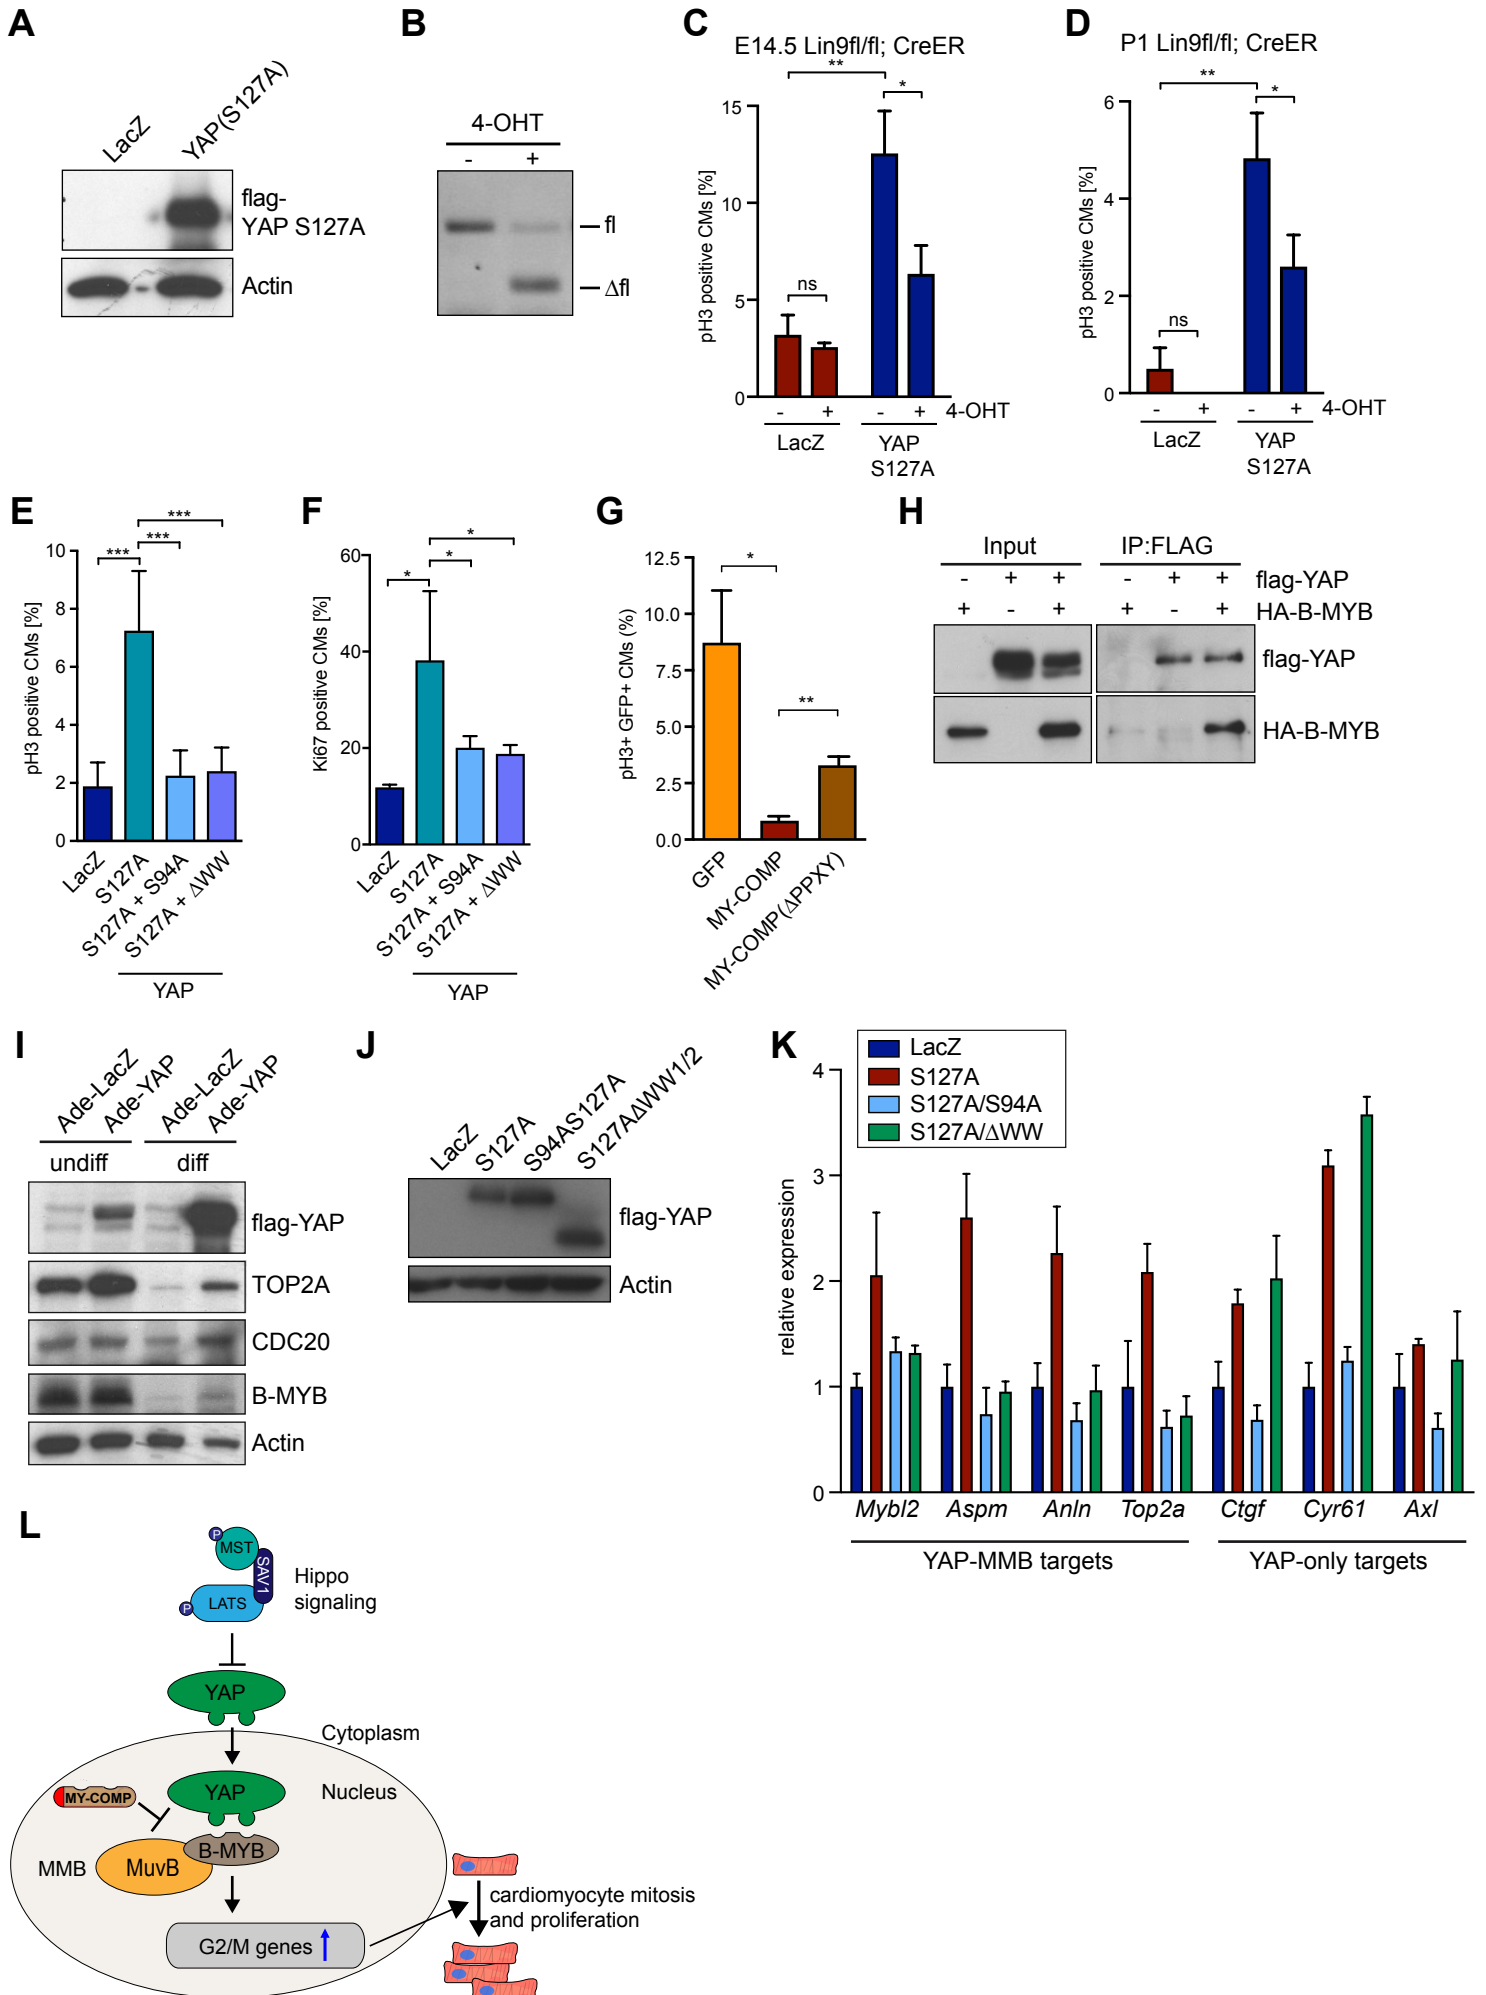 A
LacZ
YAP(S127A)
flag-
YAP S127A
Actin
B
4-OHT
- +
fl
Δfl
C
E14.5 Lin9fl/fl; CreER
**
*
ns
pH3 positive CMs [%]
15
10
5
0
- + - + 4-OHT
LacZ YAP
S127A
D
P1 Lin9fl/fl; CreER
**
*
ns
pH3 positive CMs [%]
6
4
2
0
- + - + 4-OHT
LacZ YAP
S127A
E
***
***
***
pH3 positive CMs [%]
10
8
6
4
2
0
LacZ
S127A
S127A + S94A
S127A + ΔWW
YAP
F
*
*
*
Ki67 positive CMs [%]
60
40
20
0
LacZ
S127A
S127A + S94A
S127A + ΔWW
YAP
G
*
**
pH3+ GFP+ CMs (%)
12.5
10.0
7.5
5.0
2.5
0.0
GFP
MY-COMP
MY-COMP(ΔPPXY)
H
Input IP:FLAG
- + + - + + flag-YAP
+ - + + - + HA-B-MYB
flag-YAP
HA-B-MYB
I
Ade-LacZ
Ade-YAP
Ade-LacZ
Ade-YAP
undiff diff
flag-YAP
TOP2A
CDC20
B-MYB
Actin
J
LacZ
S127A
S94AS127A
S127AΔWW1/2
flag-YAP
Actin
K
LacZ
S127A
S127A/S94A
S127A/ΔWW
relative expression
4
3
2
1
0
Mybl2 Aspm Anln Top2a Ctgf Cyr61 Axl
YAP-MMB targets YAP-only targets
L
P
MST
SAV1
P
LATS
Hippo
signaling
YAP
Cytoplasm
YAP
Nucleus
MY-COMP
B-MYB
MMB MuvB
G2/M genes
cardiomyocyte mitosis
and proliferation